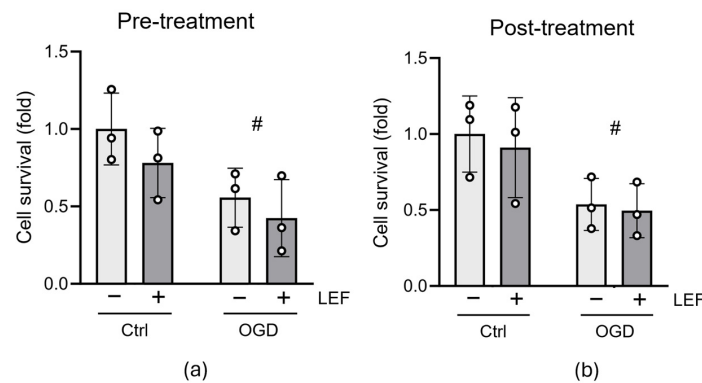 Pre-treatment
Cell survival (fold)
1.5
1.0
0.5
0.0
#
− + − + LEF
Ctrl OGD
(a)
Post-treatment
Cell survival (fold)
1.5
1.0
0.5
0.0
#
− + − + LEF
Ctrl OGD
(b)